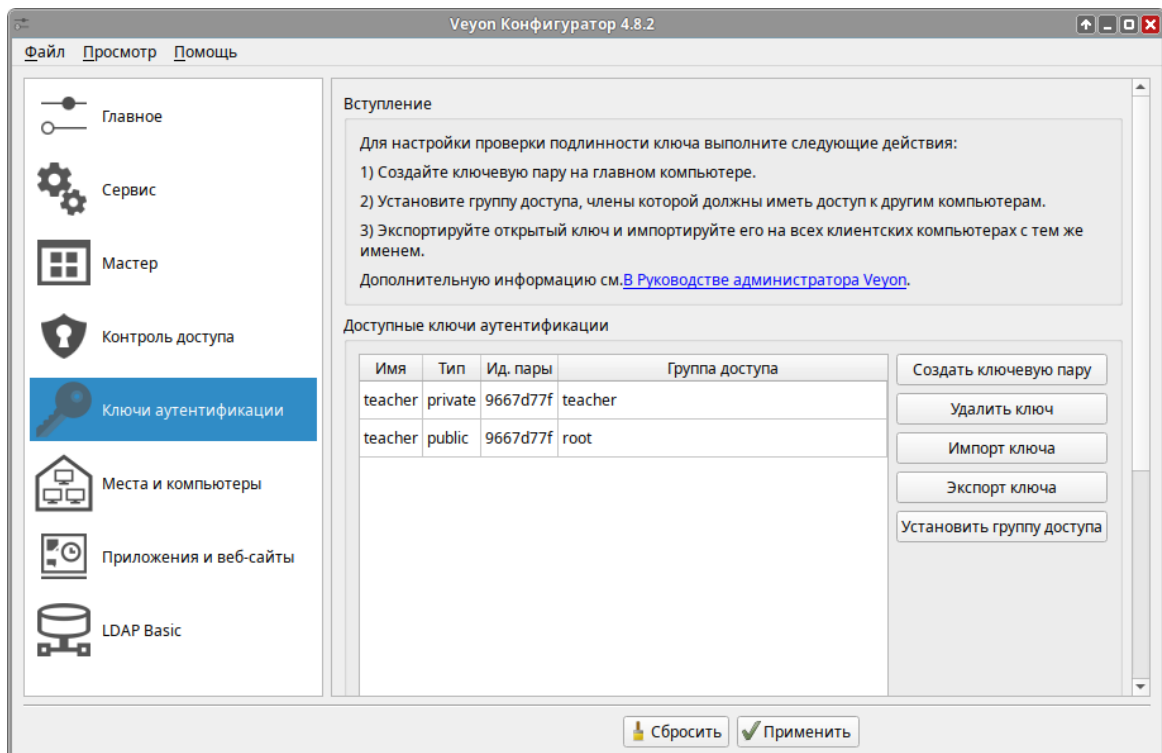 Veyon Конфигуратор 4.8.2
Файл Просмотр Помощь
Главное
Сервис
Мастер
Контроль доступа
Ключи аутентификации
Места и компьютеры
Приложения и веб-сайты
LDAP Basic
Вступление
Для настройки проверки подлинности ключа выполните следующие действия:
1) Создайте ключевую пару на главном компьютере.
2) Установите группу доступа, члены которой должны иметь доступ к другим компьютерам.
3) Экспортируйте открытый ключ и импортируйте его на всех клиентских компьютерах с тем же
именем.
Дополнительную информацию см.В Руководстве администратора Veyon.
Доступные ключи аутентификации
Имя Тип Ид. пары Группа доступа
teacher private 9667d77f teacher
teacher public 9667d77f root
Создать ключевую пару
Удалить ключ
Импорт ключа
Экспорт ключа
Установить группу доступа
Сбросить Применить